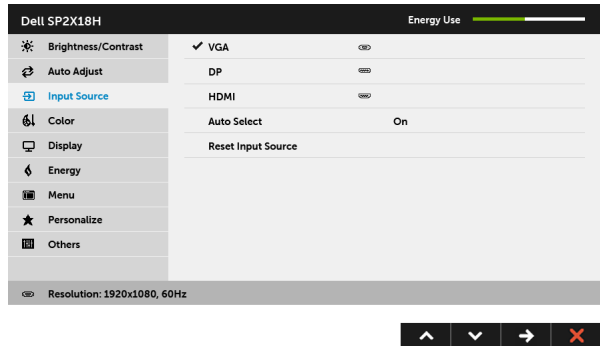 Dell SP2X18H
Energy Use
Brightness/Contrast
VGA
Auto Adjust
DP
Input Source
HDMI
Color
Auto Select On
Display
Reset Input Source
Energy
Menu
Personalize
Others
Resolution: 1920x1080, 60Hz